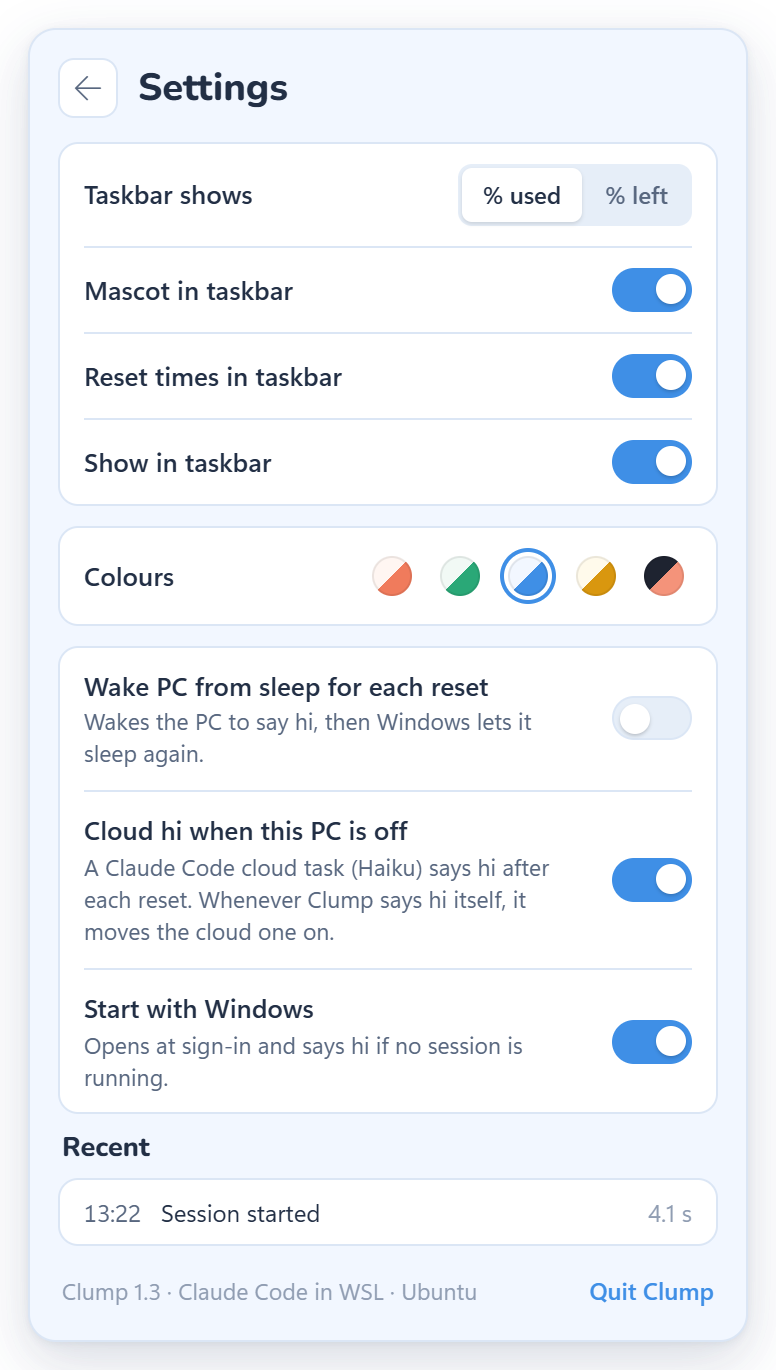 Settings
Taskbar shows % used % left
Mascot in taskbar
Reset times in taskbar
Show in taskbar
Colours
Wake PC from sleep for each reset
Wakes the PC to say hi, then Windows lets it
sleep again.
Cloud hi when this PC is off
A Claude Code cloud task (Haiku) says hi after
each reset. Whenever Clump says hi itself, it
moves the cloud one on.
Start with Windows
Opens at sign-in and says hi if no session is
running.
Recent
13:22 Session started 4.1 s
Clump 1.3 · Claude Code in WSL · Ubuntu Quit Clump